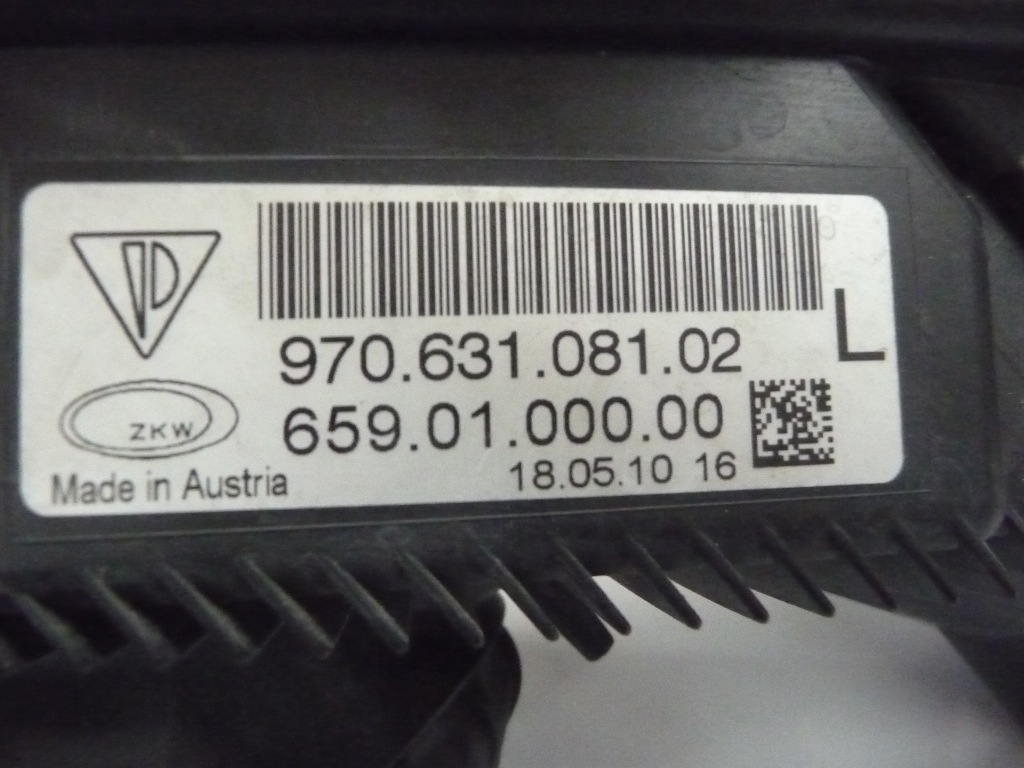 970.631.081.02
L
659.01.000.00
ZKW
18.05.10 16
Made in Austria